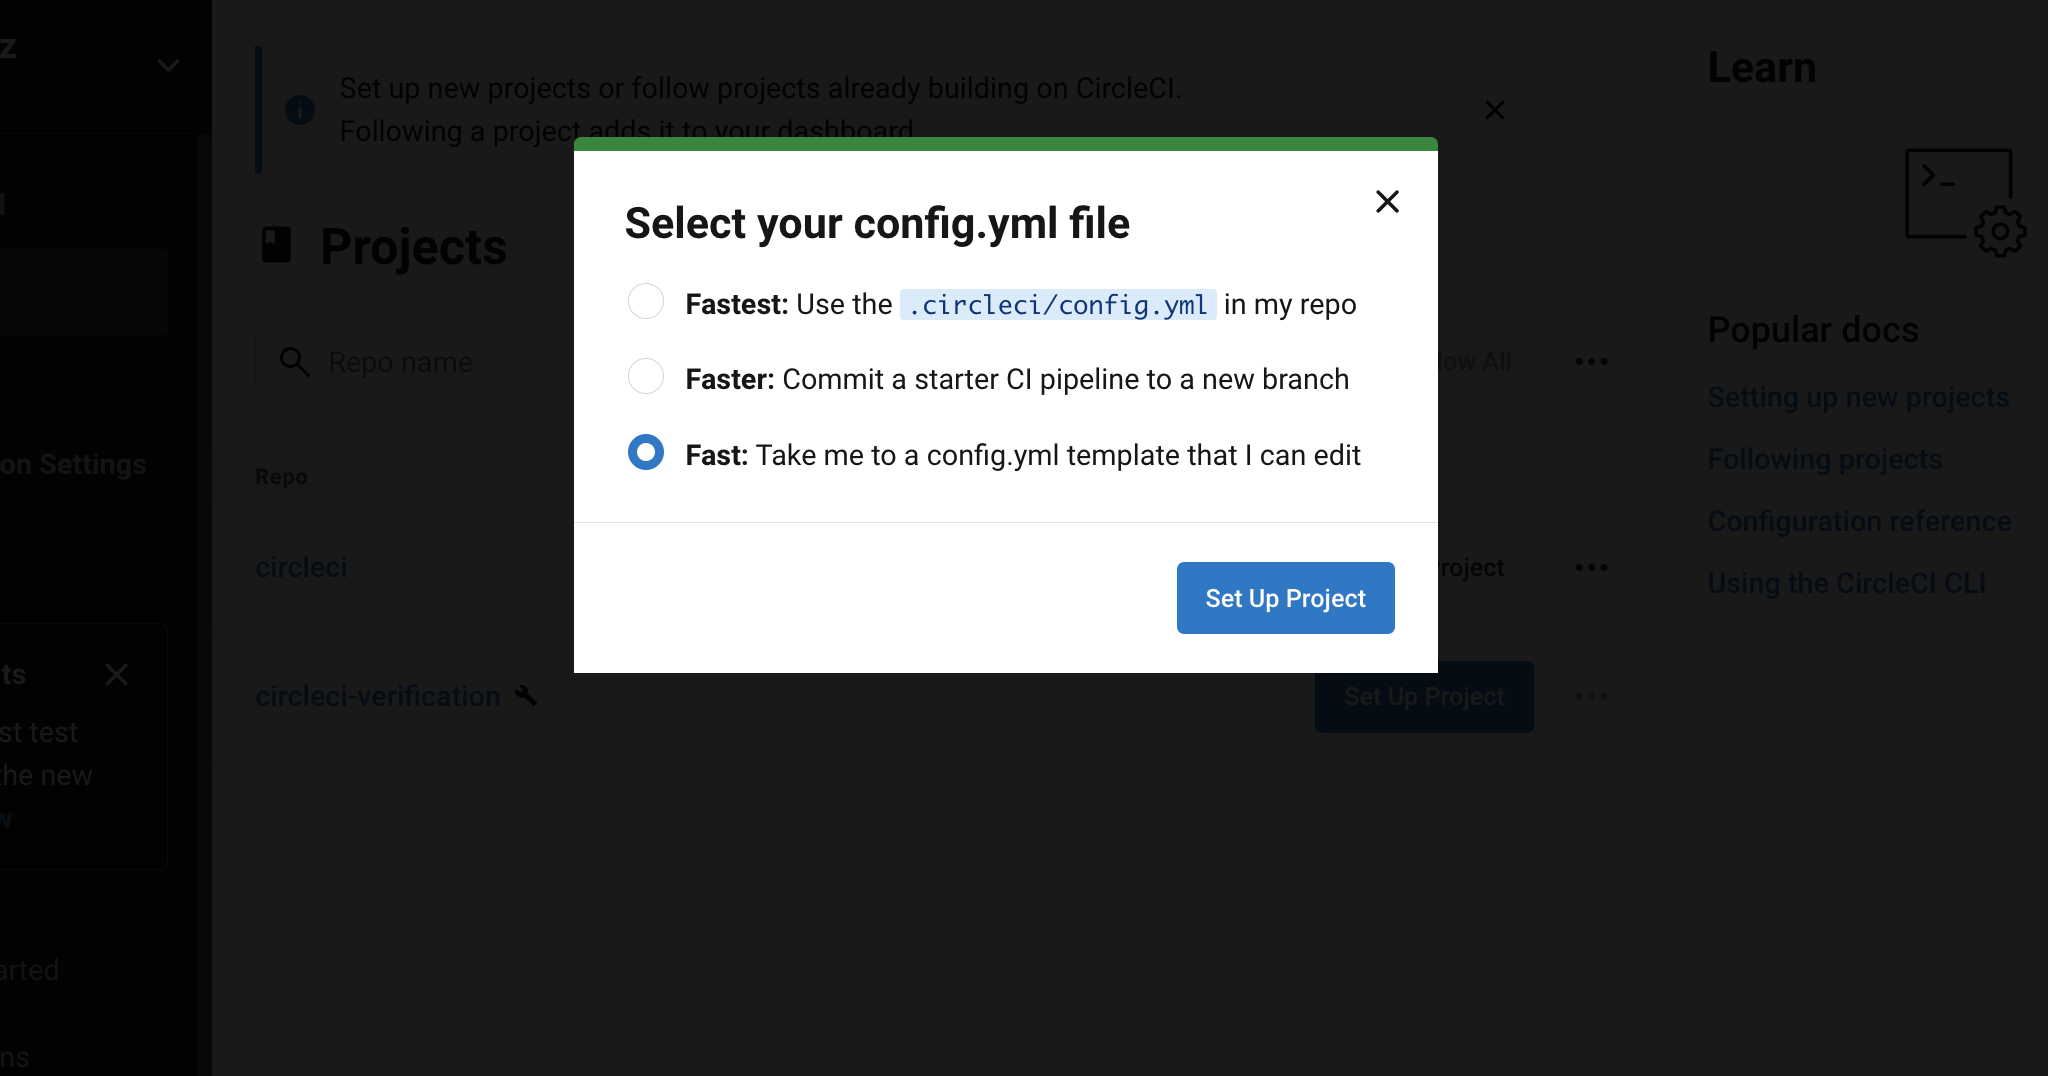 z
Set up new projects or follow projects already building on CircleCI.
Following a project adds it to your dashboard
Learn
Select your config.yml file
Projects
Fastest: Use the .circleci/config.yml in my repo
Popular docs
Repo name
ow All
Faster: Commit a starter CI pipeline to a new branch
Setting up new projects
Fast: Take me to a config.yml template that I can edit
Following projects
on Settings
Repo
Configuration reference
circleci
roject
Using the CircleCI CLI
Set Up Project
ts
circleci-verification
Set Up Project
st test
the new
w
arted
ns